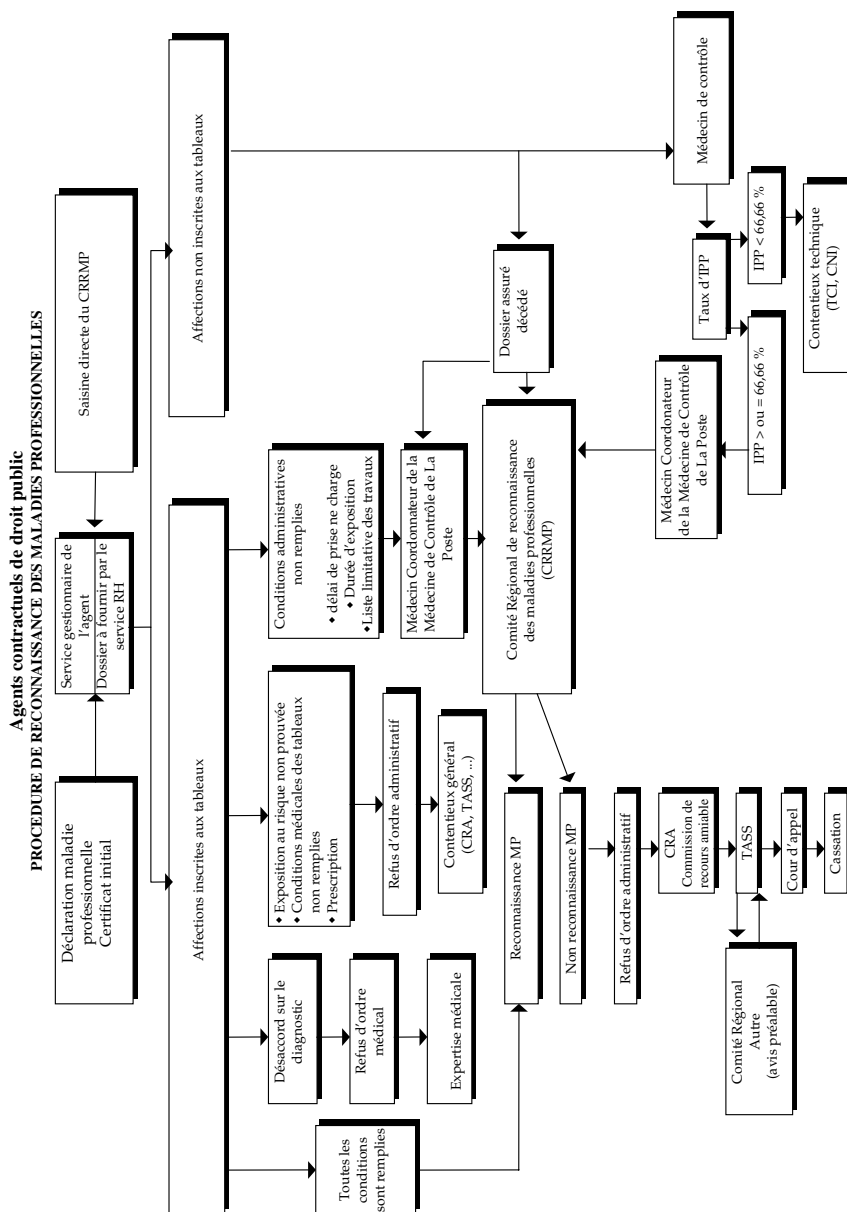 Agents contractuels de droit public
PROCEDURE DE RECONNAISSANCE DES MALADIES PROFESSIONNELLES
Déclaration maladie
professionnelle
Certificat initial
Service gestionnaire de
l'agent
Dossier à fournir par le
service RH
Saisine directe du CRRMP
Affections inscrites aux tableaux
Affections non inscrites aux tableaux
Toutes les
conditions
sont remplies
Désaccord sur le
diagnostic
Refus d'ordre
médical
Expertise médicale
♦ Exposition au risque non prouvée
♦ Conditions médicales des tableaux
non remplies
♦ Prescription
Refus d'ordre administratif
Contentieux général
(CRA, TASS, ...)
Conditions administratives
non remplies
♦ délai de prise ne charge
♦ Durée d'exposition
♦Liste limitative des travaux
Médecin Coordonnateur de la
Médecine de Contrôle de La
Poste
Dossier assuré
décédé
Comité Régional de reconnaissance
des maladies professionnelles
(CRRMP)
Reconnaissance MP
Non reconnaissance MP
Refus d'ordre administratif
CRA
Commission de
recours amiable
TASS
Cour d'appel
Cassation
Comité Régional
Autre
(avis préalable)
Médecin de contrôle
Taux d'IPP
IPP < 66,66 %
IPP > ou = 66,66 %
Contentieux technique
(TCI, CNI)
Médecin Coordonateur
de la Médecine de Contrôle
de La Poste